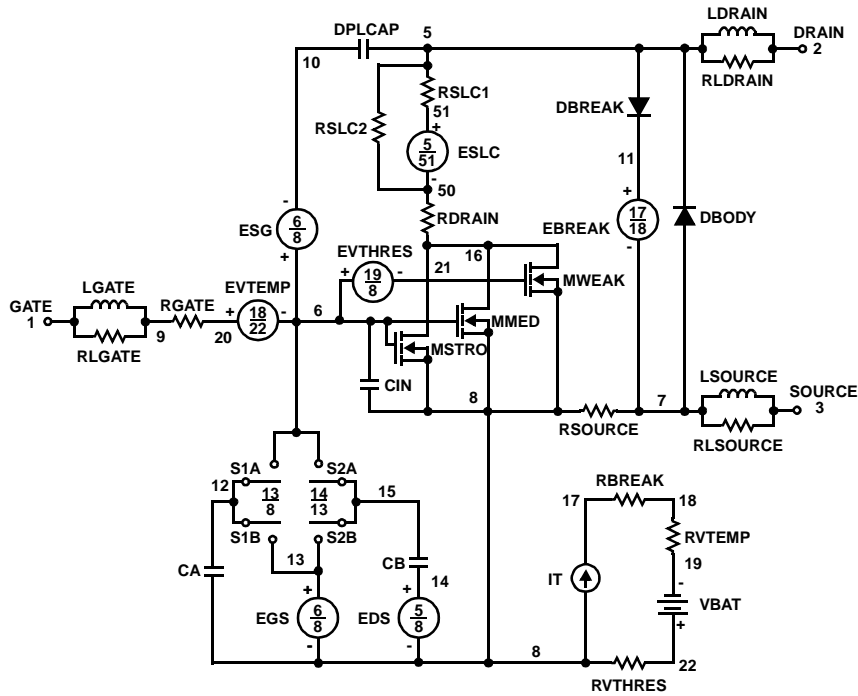 LDRAIN
DPLCAP
5
DRAIN
2
10
RLDRAIN
RSLC1
51
+
RSLC2
5
51
ESLC
-
50
DBREAK
11
-
6
8
ESG
+
RDRAIN
+
17
18
EBREAK
-
DBODY
EVTHRES
16
+
19
8
-
21
MWEAK
LGATE
EVTEMP
GATE
1
RGATE
+
18
22
-
6
MMED
9
20
MSTRO
RLGATE
CIN
8
LSOURCE
7
SOURCE
3
RSOURCE
RLSOURCE
S1A
S2A
12
13
8
14
13
15
S1B
S2B
13
RBREAK
17
18
RVTEMP
CB
19
CA
14
IT
-
VBAT
+
+
6
8
EGS
-
+
5
8
EDS
-
8
22
RVTHRES